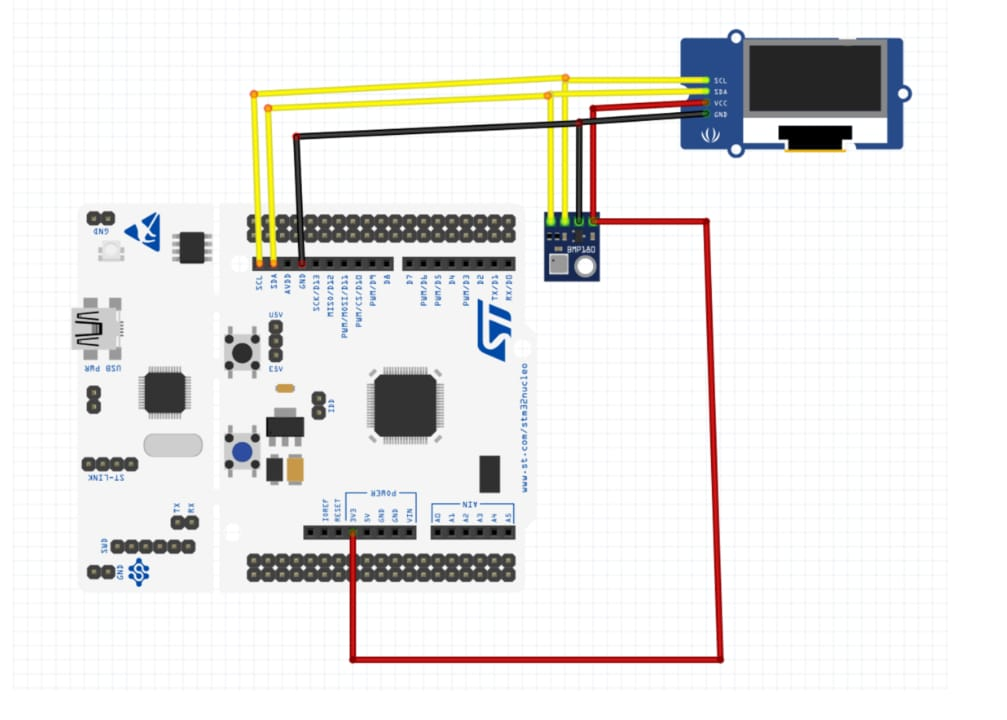 SCL
SDA
VCC
GND
GND
BMP180
SCL
SDA
AVDD
GND
SCK/D13
MISO/D12
PWM/MOSI/D11
PWM/CS/D10
PWM/D9
D8
D7
PWM/D6
PWM/D5
D4
PWM/D3
D2
TX/D1
RX/D0
U5V
ST
USB PWR
E5V
IDD
www.st.com/stm32nucleo
ST-LINK
POWER
AIN
TX
RX
IOREF
RESET
3V3
5V
GND
GND
VIN
A0
A1
A2
A3
A4
A5
SWD
GND